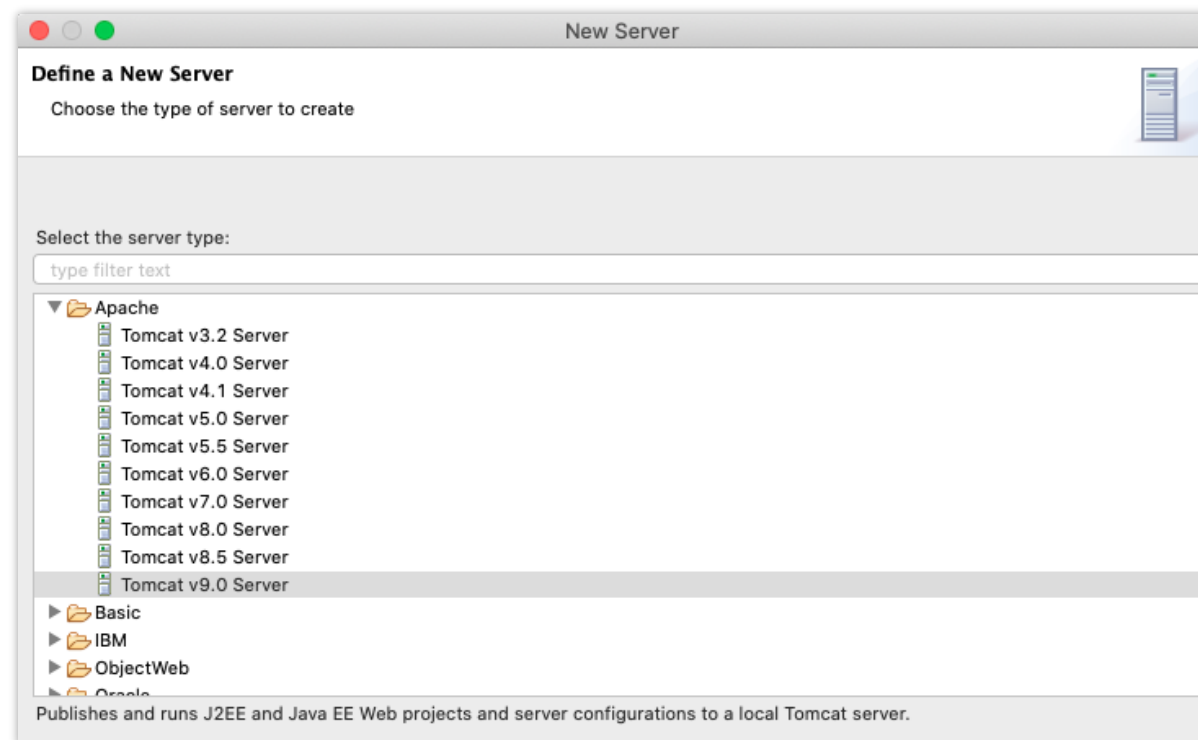 New Server
Define a New Server
Choose the type of server to create
Select the server type:
type filter text
Apache
Tomcat v3.2 Server
Tomcat v4.0 Server
Tomcat v4.1 Server
Tomcat v5.0 Server
Tomcat v5.5 Server
Tomcat v6.0 Server
Tomcat v7.0 Server
Tomcat v8.0 Server
Tomcat v8.5 Server
Tomcat v9.0 Server
Basic
IBM
ObjectWeb
Oracle
Publishes and runs J2EE and Java EE Web projects and server configurations to a local Tomcat server.